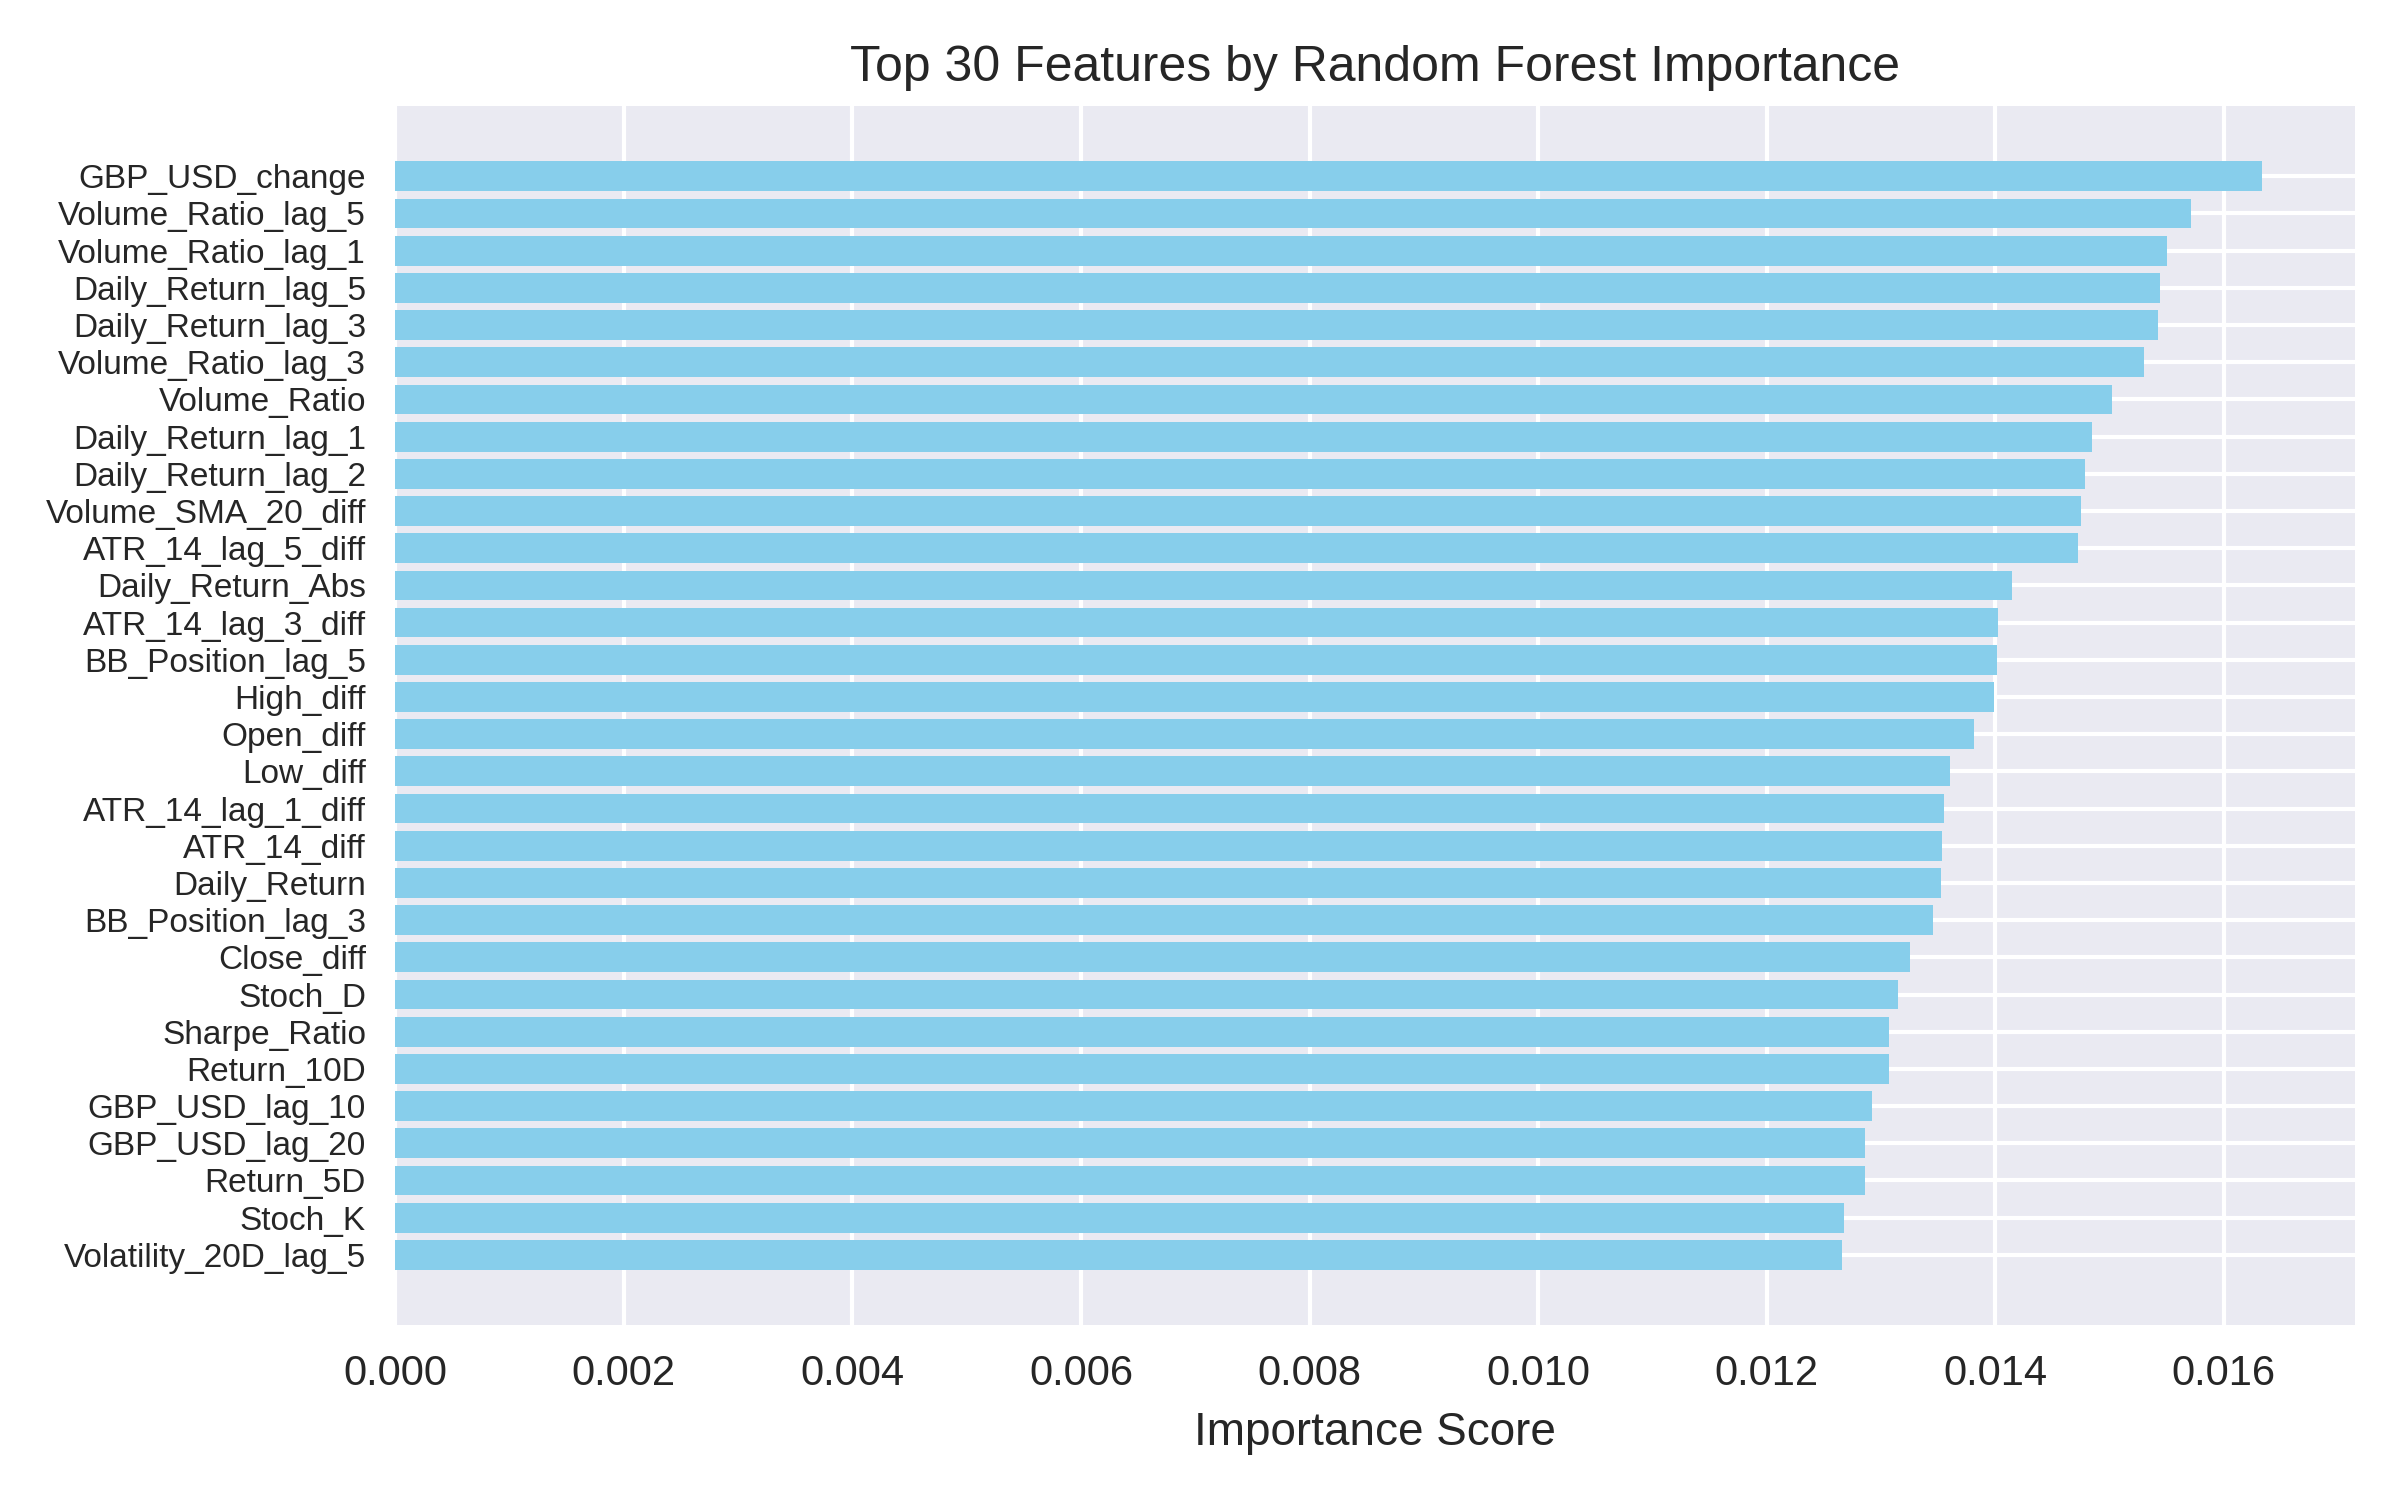 Top 30 Features by Random Forest Importance
GBP_USD_change
Volume_Ratio_lag_5
Volume_Ratio_lag_1
Daily_Return_lag_5
Daily_Return_lag_3
Volume_Ratio_lag_3
Volume_Ratio
Daily_Return_lag_1
Daily_Return_lag_2
Volume_SMA_20_diff
ATR_14_lag_5_diff
Daily_Return_Abs
ATR_14_lag_3_diff
BB_Position_lag_5
High_diff
Open_diff
Low_diff
ATR_14_lag_1_diff
ATR_14_diff
Daily_Return
BB_Position_lag_3
Close_diff
Stoch_D
Sharpe_Ratio
Return_10D
GBP_USD_lag_10
GBP_USD_lag_20
Return_5D
Stoch_K
Volatility_20D_lag_5
0.000 0.002 0.004 0.006 0.008 0.010 0.012 0.014 0.016
Importance Score